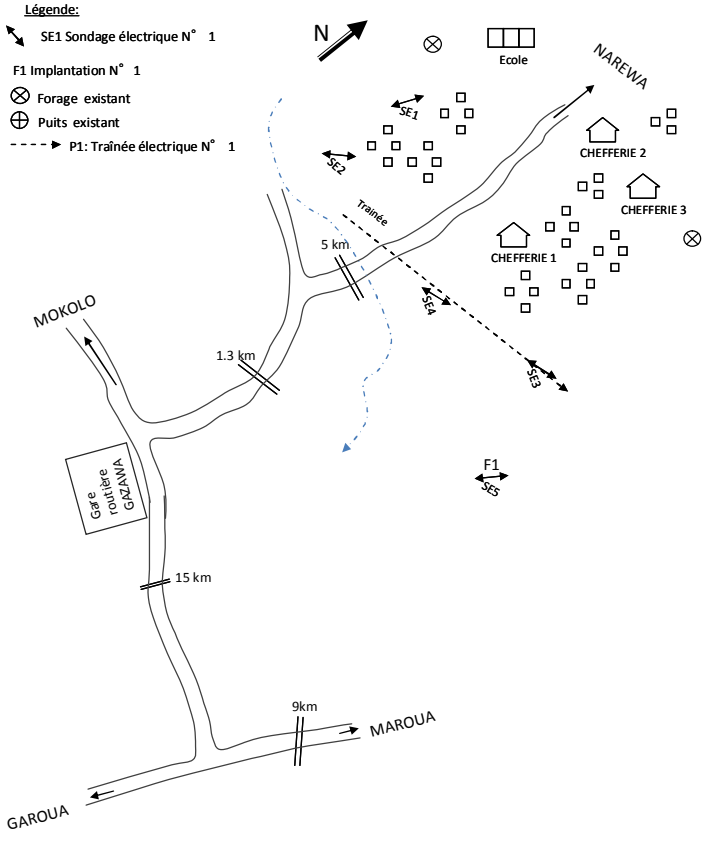 Légende:
SE1 Sondage électrique N° 1
F1 Implantation N° 1
Forage existant
Puits existant
P1: Traînée électrique N° 1
N
Ecole
NAREWA
SE1
SE2
CHEFFERIE 2
CHEFFERIE 3
Trainée
5 km
CHEFFERIE 1
SE4
MOKOLO
1.3 km
SE3
Gare
routière
GAZAWA
F1
SE5
15 km
9km
MAROUA
GAROUA